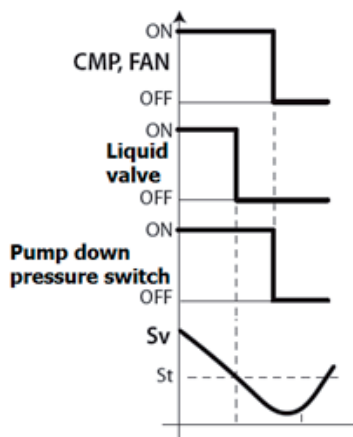 ON
CMP, FAN
OFF
ON
Liquid
valve
OFF
ON
Pump down
pressure switch
OFF
Sv
St